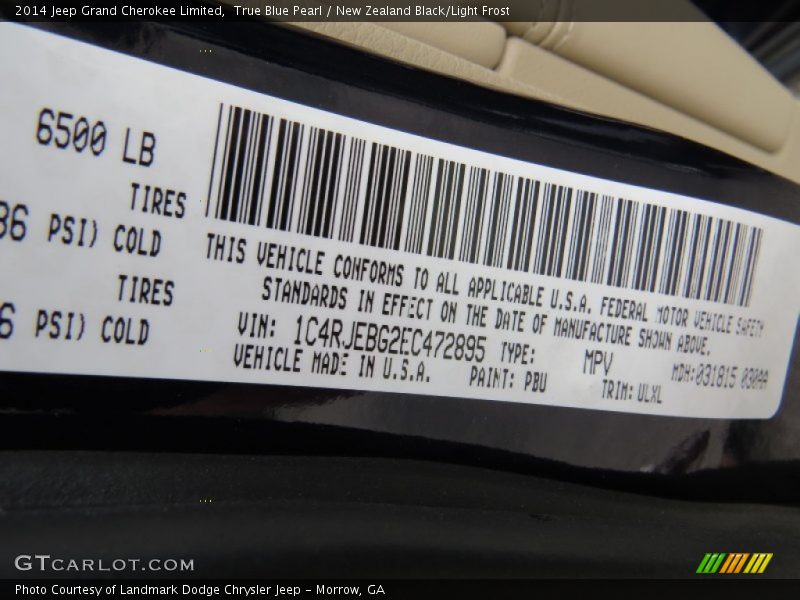 2014 Jeep Grand Cherokee Limited, True Blue Pearl / New Zealand Black/Light Frost
6500 LB
TIRES
PSI) COLD
TIRES
PSI) COLD
THIS VEHICLE CONFORMS TO ALL APPLICABLE U.S.A. FEDERAL MOTOR VEHICLE SAFETY
STANDARDS IN EFFECT ON THE DATE OF MANUFACTURE SHOWN ABOVE.
VIN: 1C4RJEBG2EC472895 TYPE: MPV MDH:031815 030AA
VEHICLE MADE IN U.S.A. PAINT: PBU TRIM: ULXL
GTCARLOT.COM
Photo Courtesy of Landmark Dodge Chrysler Jeep - Morrow, GA